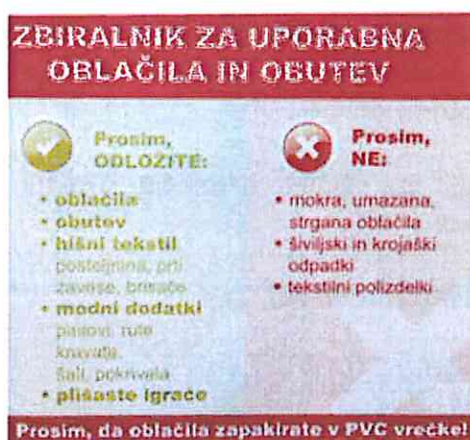 ZBIRALNIK ZA UPORABNA
OBLAČILA IN OBUTEV
Prosim,
ODLOŽITE:
• oblačila
• obutev
• hišni tekstil
posteljnina, prti
zavese, brisače
• modni dodatki
pasovi, rute
kravate,
šali, pokrivala
• plišaste igrače
Prosim,
NE:
• mokra, umazana,
strgana oblačila
• šiviljski in krojaški
odpadki
• tekstilni polizdelki
Prosim, da oblačila zapakirate v PVC vrečke!